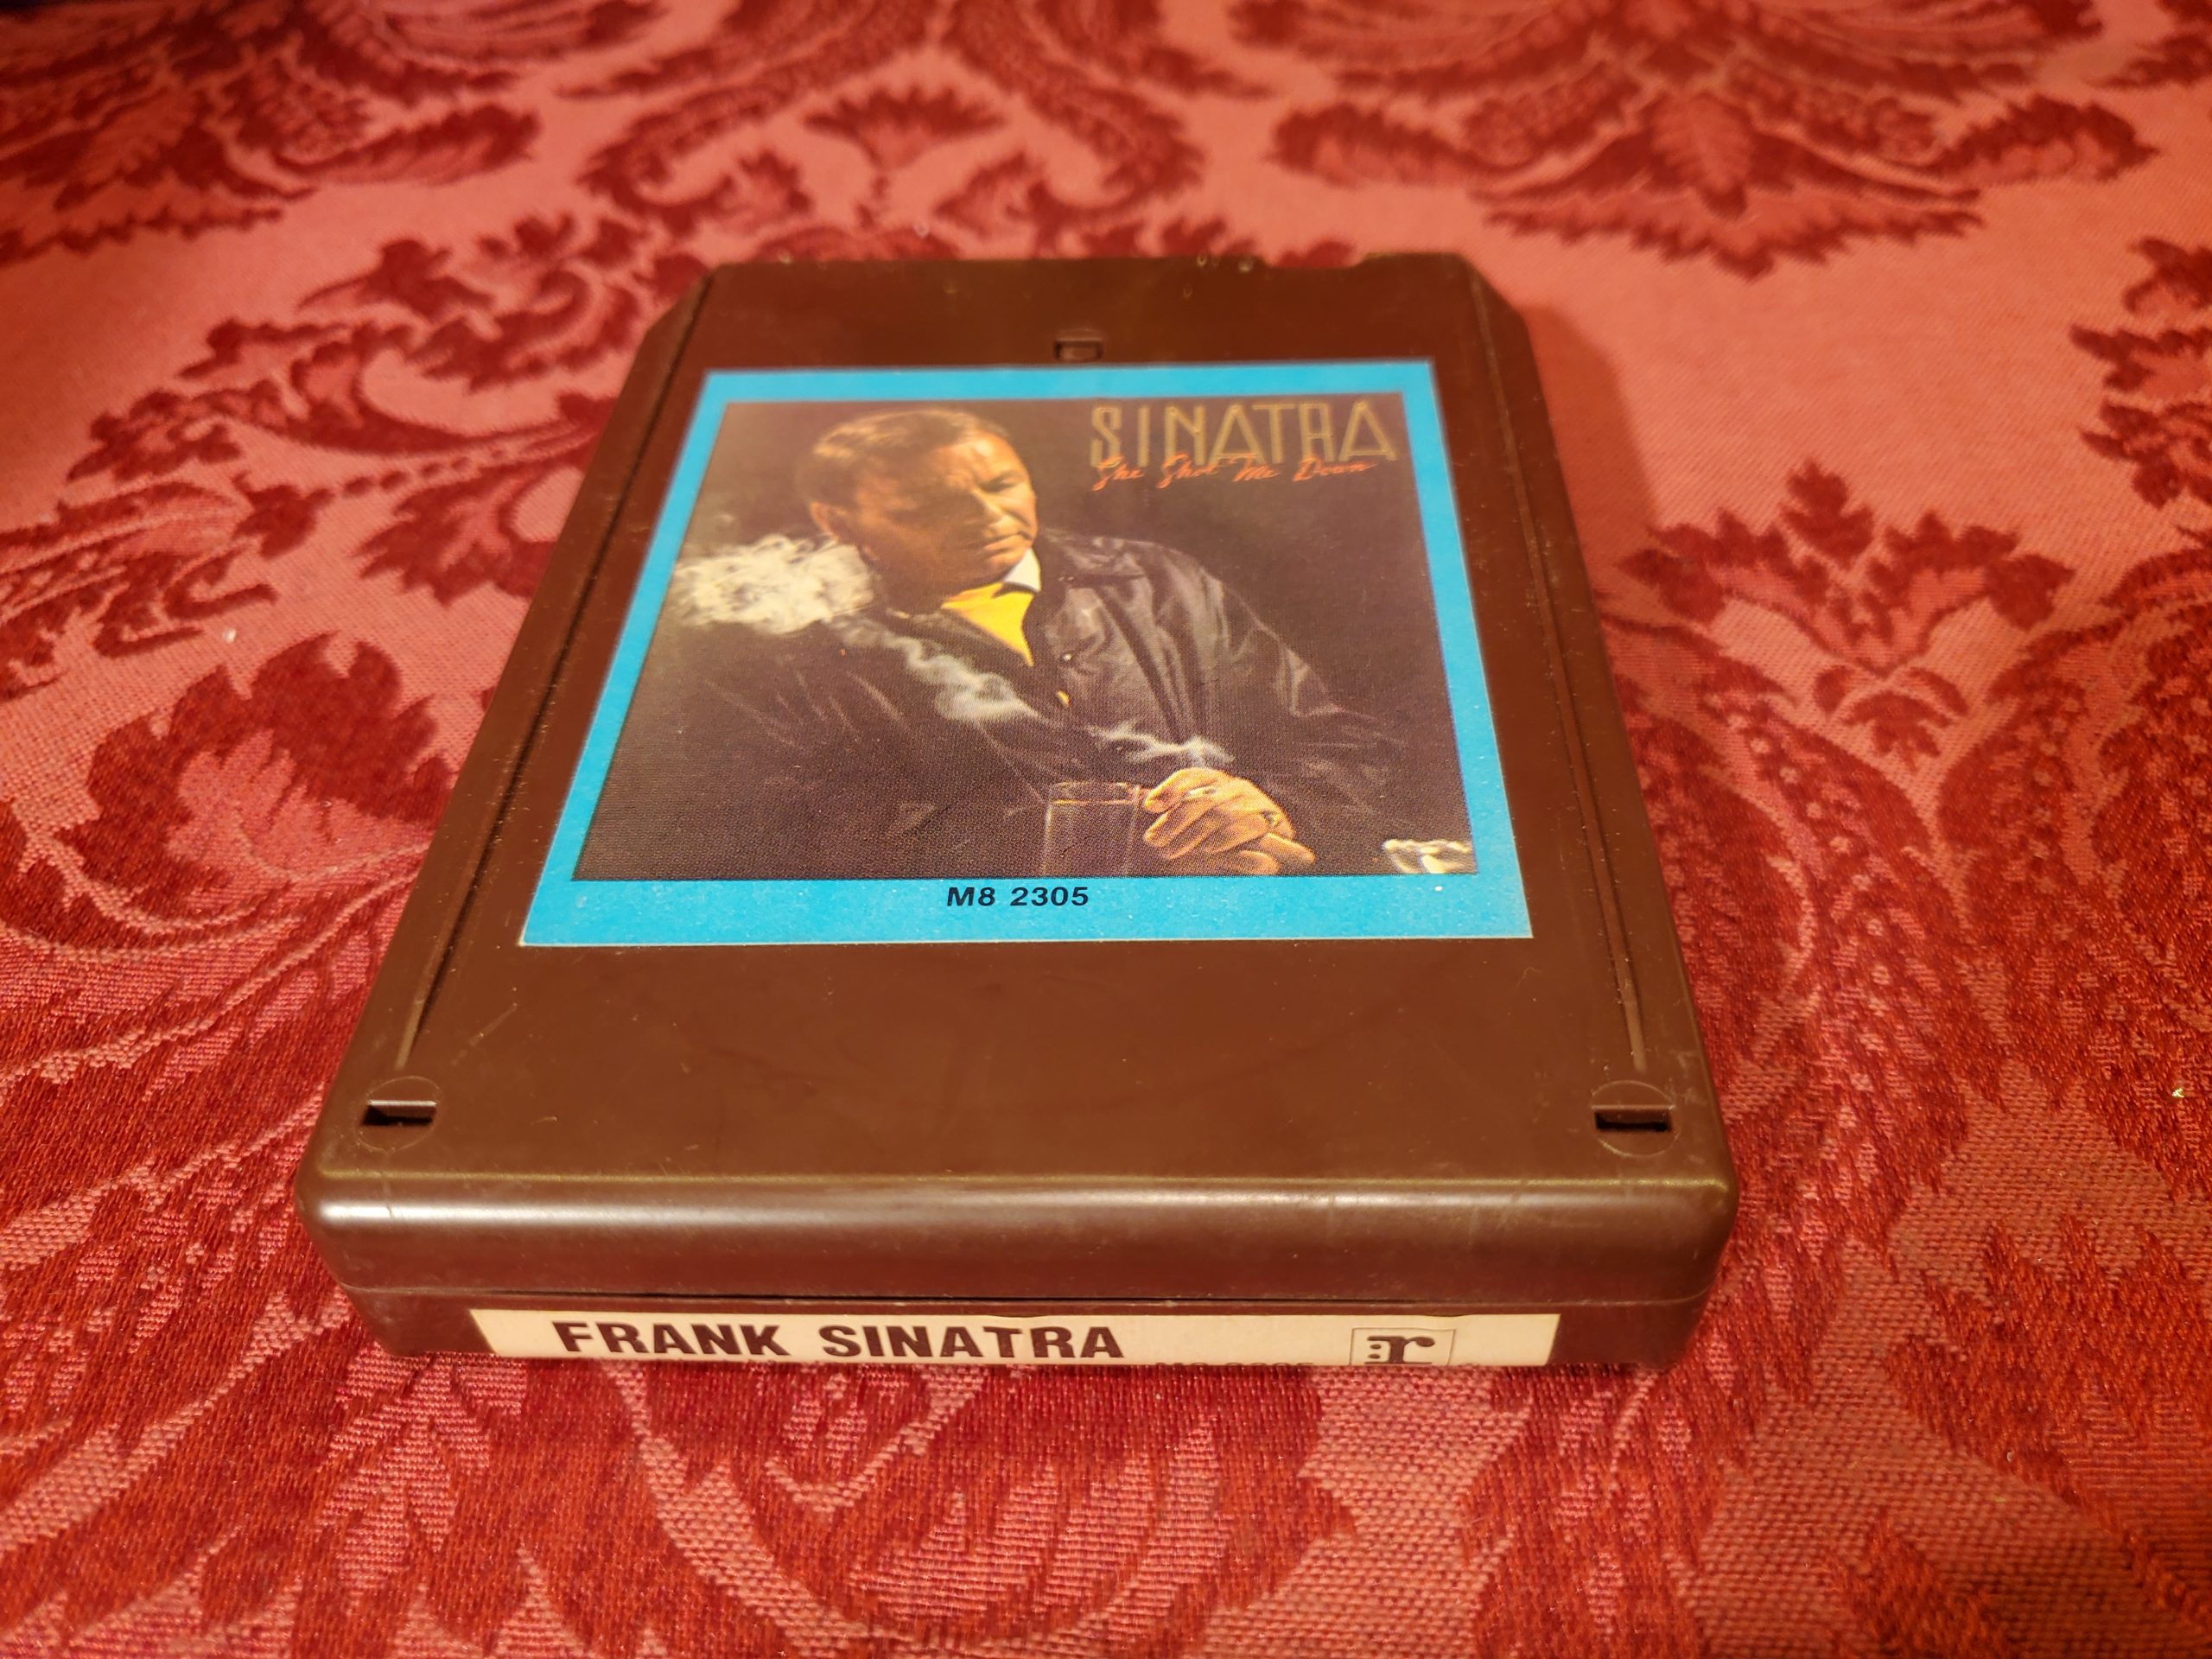 SINATRA
She Shot Me Down
M8 2305
FRANK SINATRA
:r